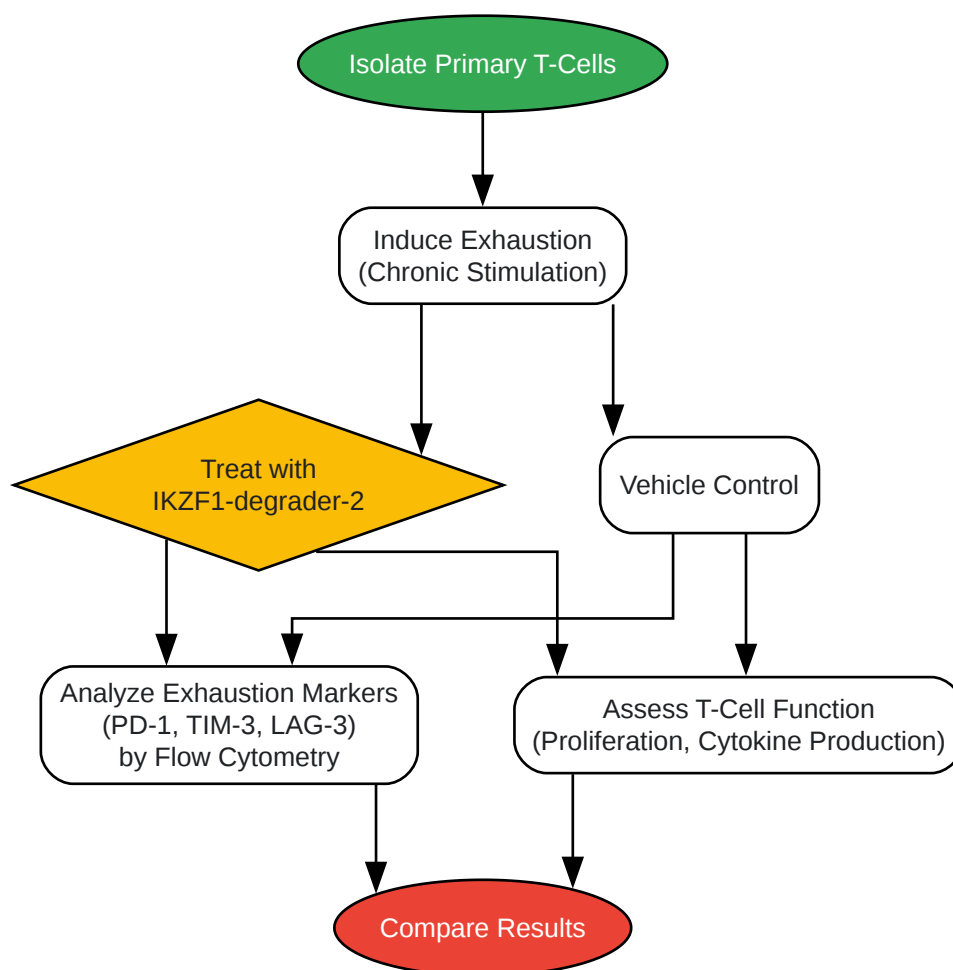 Isolate Primary T-Cells
Induce Exhaustion
(Chronic Stimulation)
Treat with
IKZF1-degrader-2
Vehicle Control
Analyze Exhaustion Markers
(PD-1, TIM-3, LAG-3)
by Flow Cytometry
Assess T-Cell Function
(Proliferation, Cytokine Production)
Compare Results